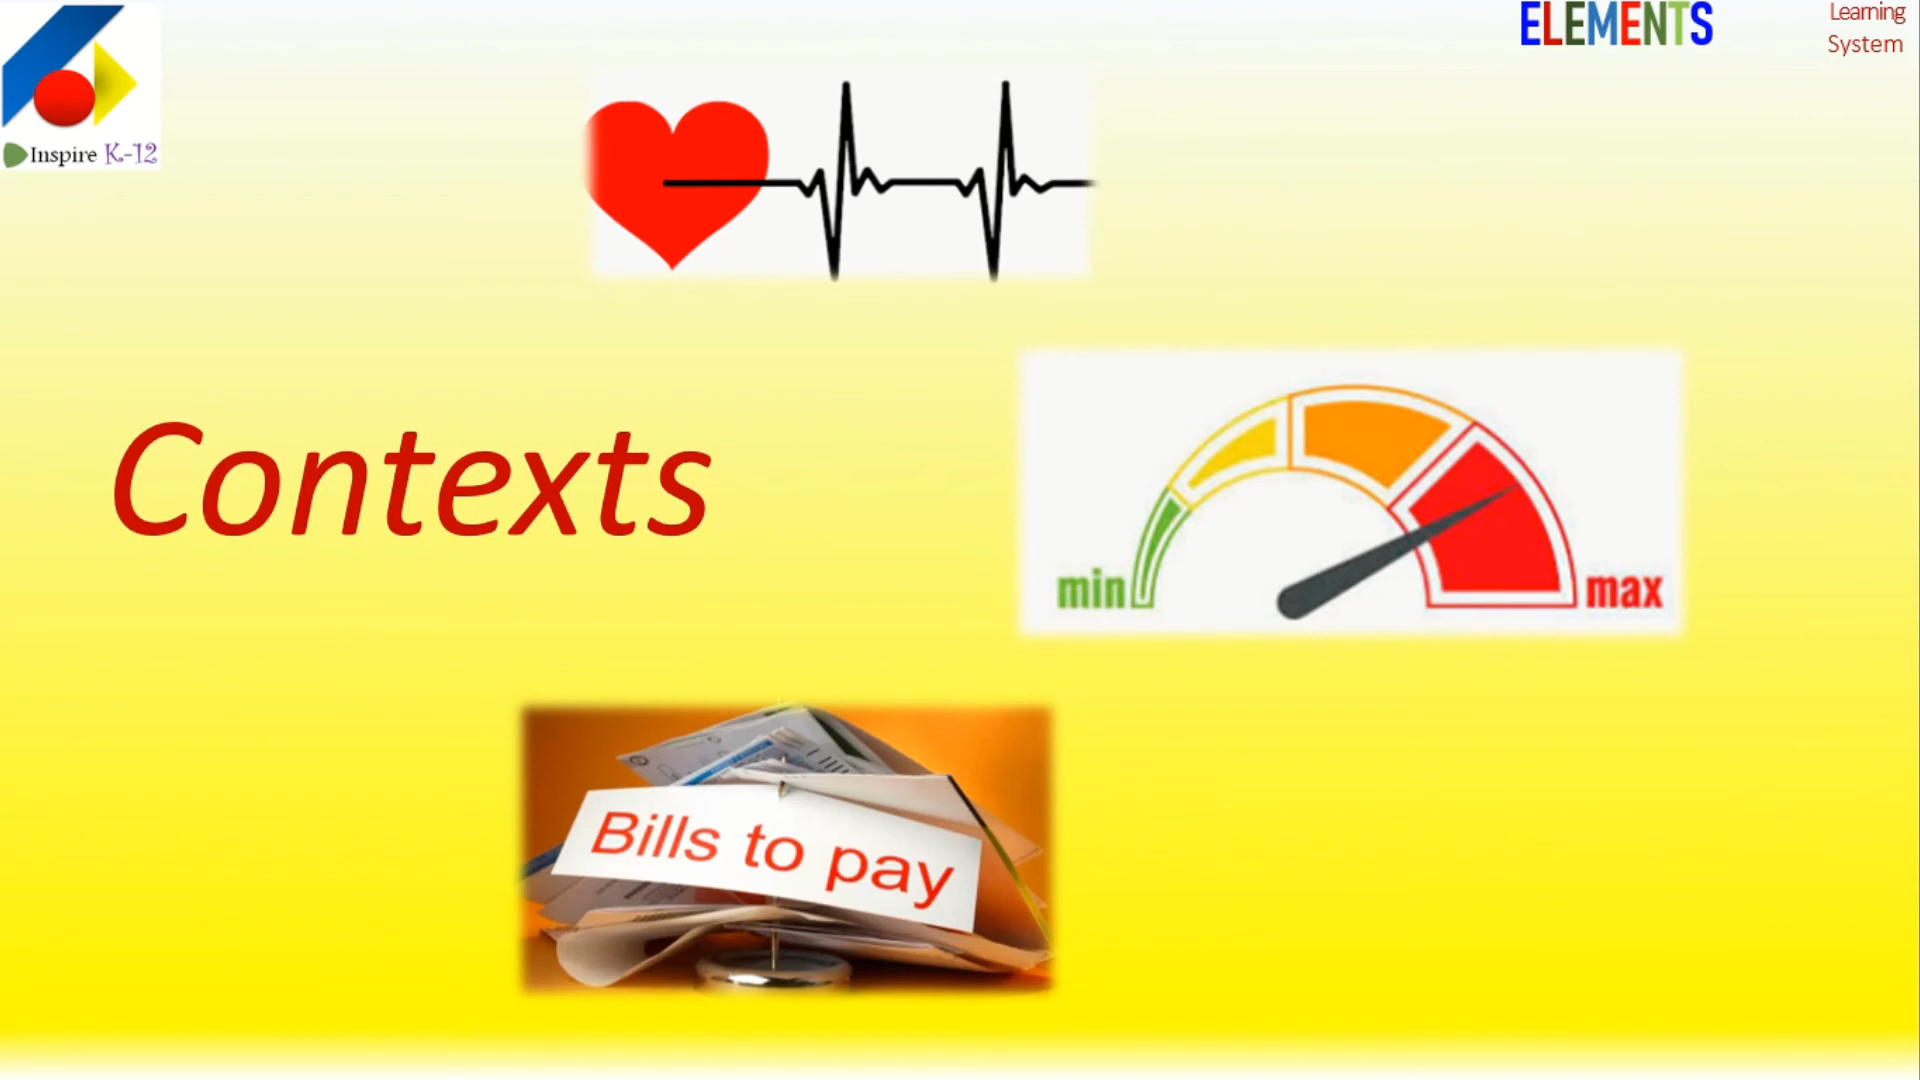 ELEMENTS
Learning
System
Inspire K-12
Contexts
min
max
Bills to pay